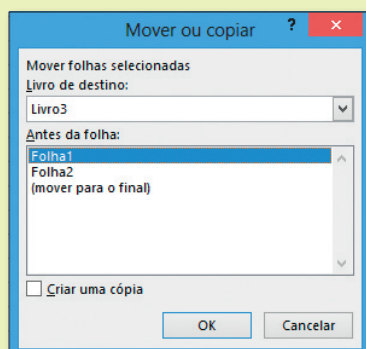 Mover ou copiar ? ×
Mover folhas selecionadas
Livro de destino:
Livro3
Antes da folha:
Folha1
Folha2
(mover para o final)
Criar uma cópia
OK Cancelar